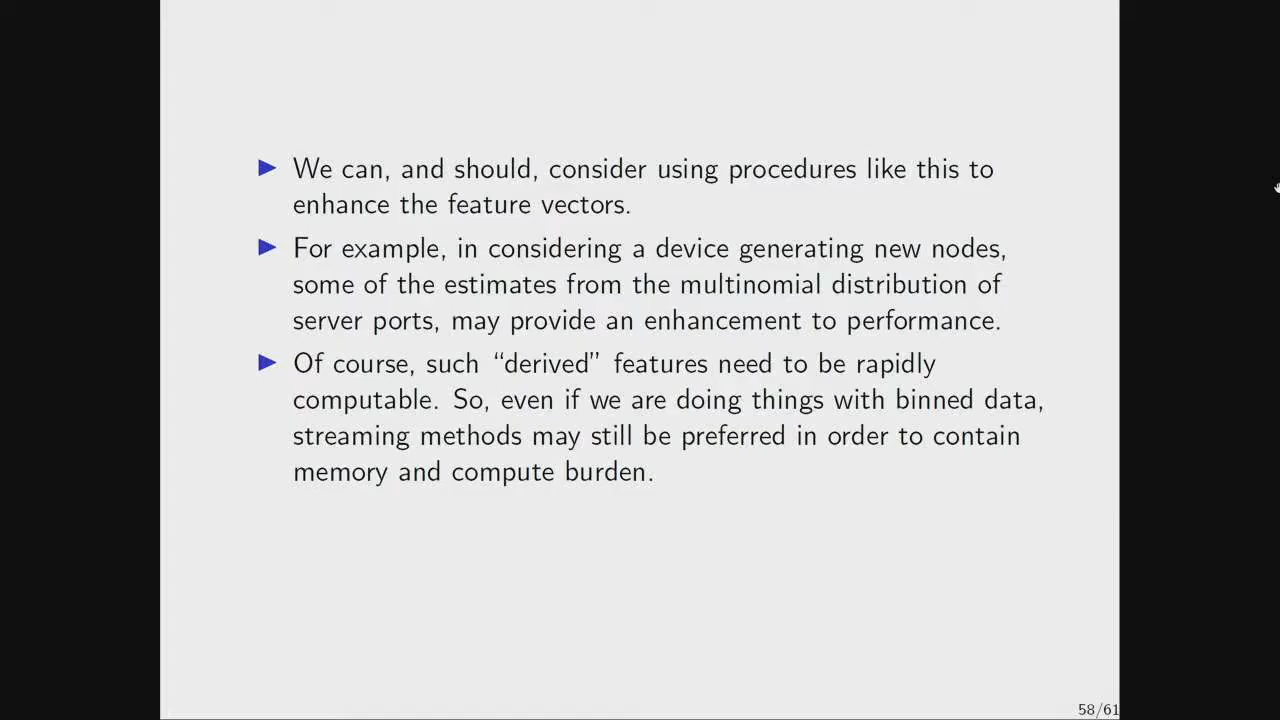 We can, and should, consider using procedures like this to
enhance the feature vectors.
For example, in considering a device generating new nodes,
some of the estimates from the multinomial distribution of
server ports, may provide an enhancement to performance.
Of course, such “derived” features need to be rapidly
computable. So, even if we are doing things with binned data,
streaming methods may still be preferred in order to contain
memory and compute burden.
58/61